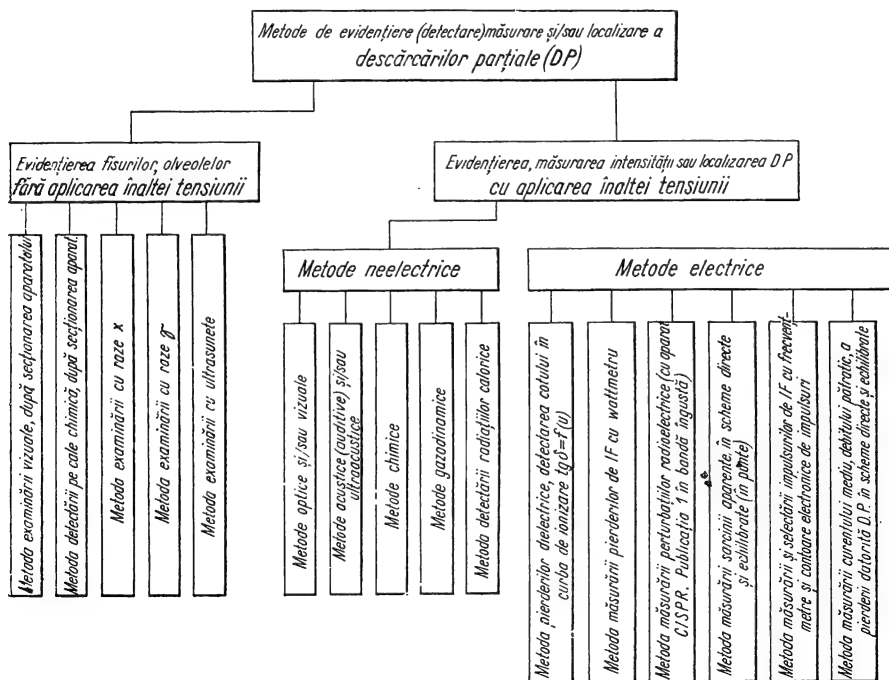 Metode de evidențiere (detectare) măsurare și/sau localizare a
descărcărilor parțiale (DP)
Evidențierea fisurilor, olveolelor
fără aplicarea înaltei tensiunii
Evidențierea, măsurarea intensității sau localizarea DP
cu aplicarea înaltei tensiunii
Metoda examinării vizuale, după secționarea aparatului
Metoda detectării pe cale chimică, după secționarea aparat.
Metoda examinării cu raze x
Metoda examinării cu raze γ
Metoda examinării cu ultrasunete
Metode neelectrice
Metode electrice
Metode optice și/sau vizuale
Metode acustice (auditive) și/sau
ultraacustice
Metode chimice
Metode gazodinamice
Metoda detectării radiațiilor calorice
Metoda pierderilor dielectrice, detectarea cotului în
curba de ionizare tg δ=f(u)
Metoda măsurării pierderilor de IF cu wattmetru
Metoda măsurării perturbațiilor radioelectrice (cu aparat
CISPR. Publicația 1 în bandă îngustă)
Metoda măsurării sarcinii aparente, în scheme directe
și echilibrate (în punte)
Metoda măsurării și selectării impulsurilor de IF cu frecvent-
metre și contoare electronice de impulsuri
Metoda măsurării curentului mediu, debitului pătratic, a
pierderii datorită D.P. în scheme directe și echilibrate